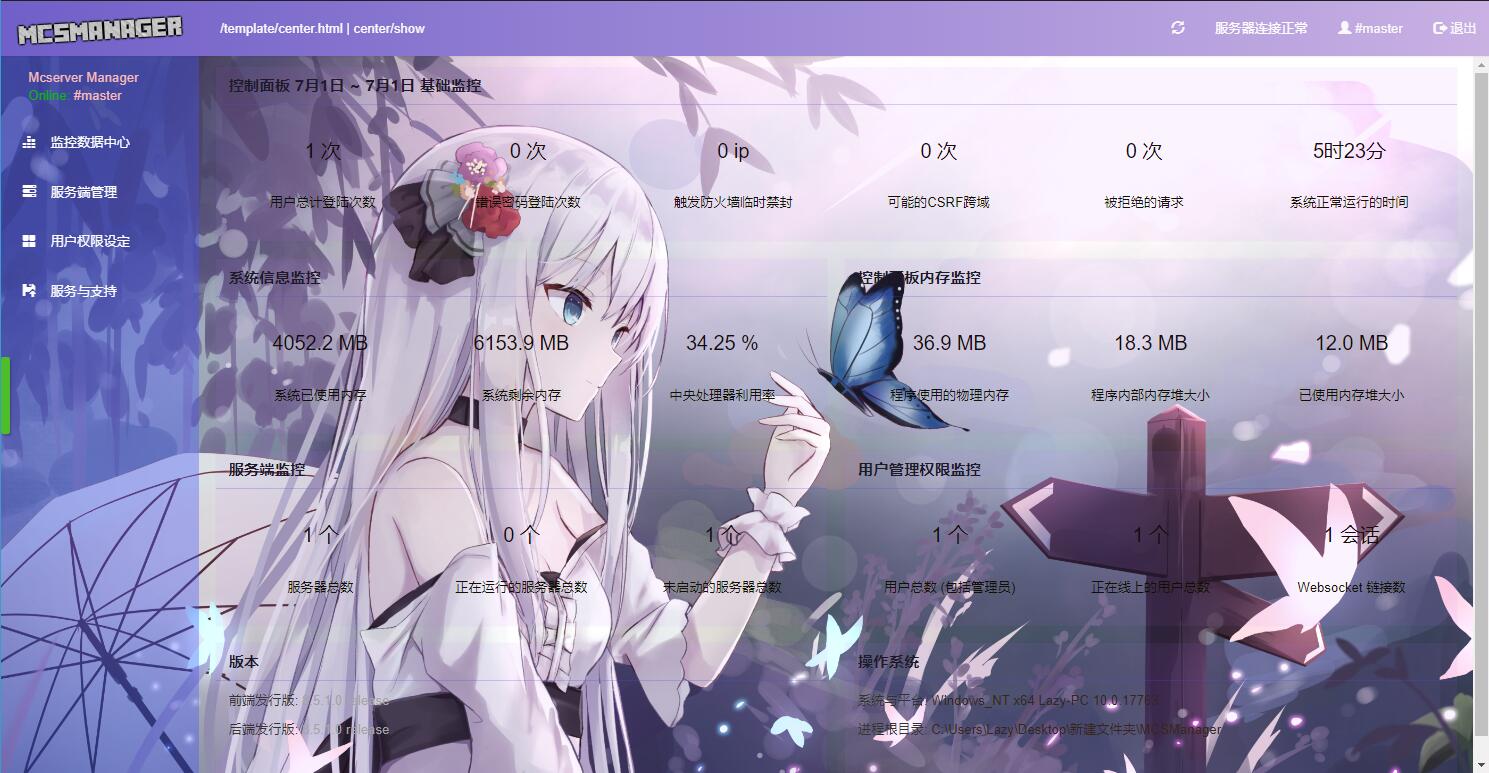 MCSMANAGER
/template/center.html | center/show
服务器连接正常
#master
退出
Mcserver Manager
Online: #master
监控数据中心
服务端管理
用户权限设定
服务与支持
控制面板 7月1日 ~ 7月1日 基础监控
1 次
0 次
0 ip
0 次
0 次
5时23分
用户总计登陆次数
错误密码登陆次数
触发防火墙临时禁封
可能的CSRF跨域
被拒绝的请求
系统正常运行的时间
系统信息监控
控制面板内存监控
4052.2 MB
6153.9 MB
34.25 %
36.9 MB
18.3 MB
12.0 MB
系统已使用内存
系统剩余内存
中央处理器利用率
程序使用的物理内存
程序内部内存堆大小
已使用内存堆大小
服务端监控
用户管理权限监控
1 个
0 个
1 个
1 个
1 个
1 会话
服务器总数
正在运行的服务器总数
未启动的服务器总数
用户总数 (包括管理员)
正在线上的用户总数
Websocket 链接数
版本
操作系统
前端发行版: release
系统与平台: Windows_NT x64 Lazy-PC 10.0.17763
后端发行版: release
进程根目录: C:\Users\Lazy\Desktop\新建文件夹\MCSManager